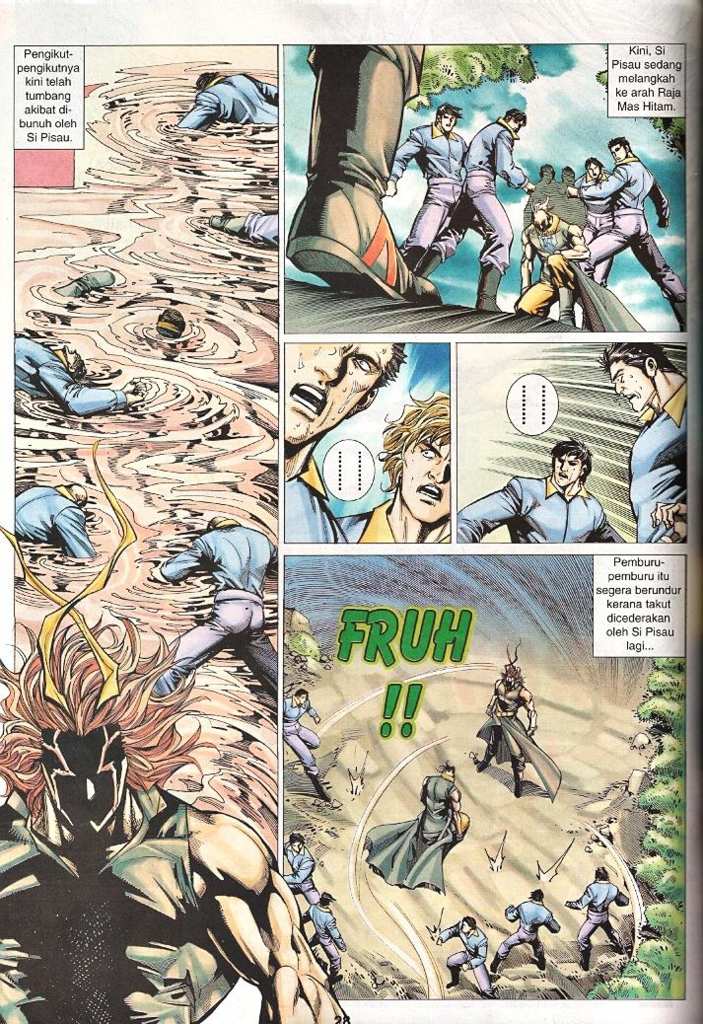 Pengikut-
pengikutnya
kini telah
tumbang
akibat di-
bunuh oleh
Si Pisau.
Kini, Si
Pisau sedang
melangkah
ke arah Raja
Mas Hitam.
Pemburu-
pemburu itu
segera berundur
kerana takut
dicederakan
oleh Si Pisau
lagi...
FRUH
!!
28